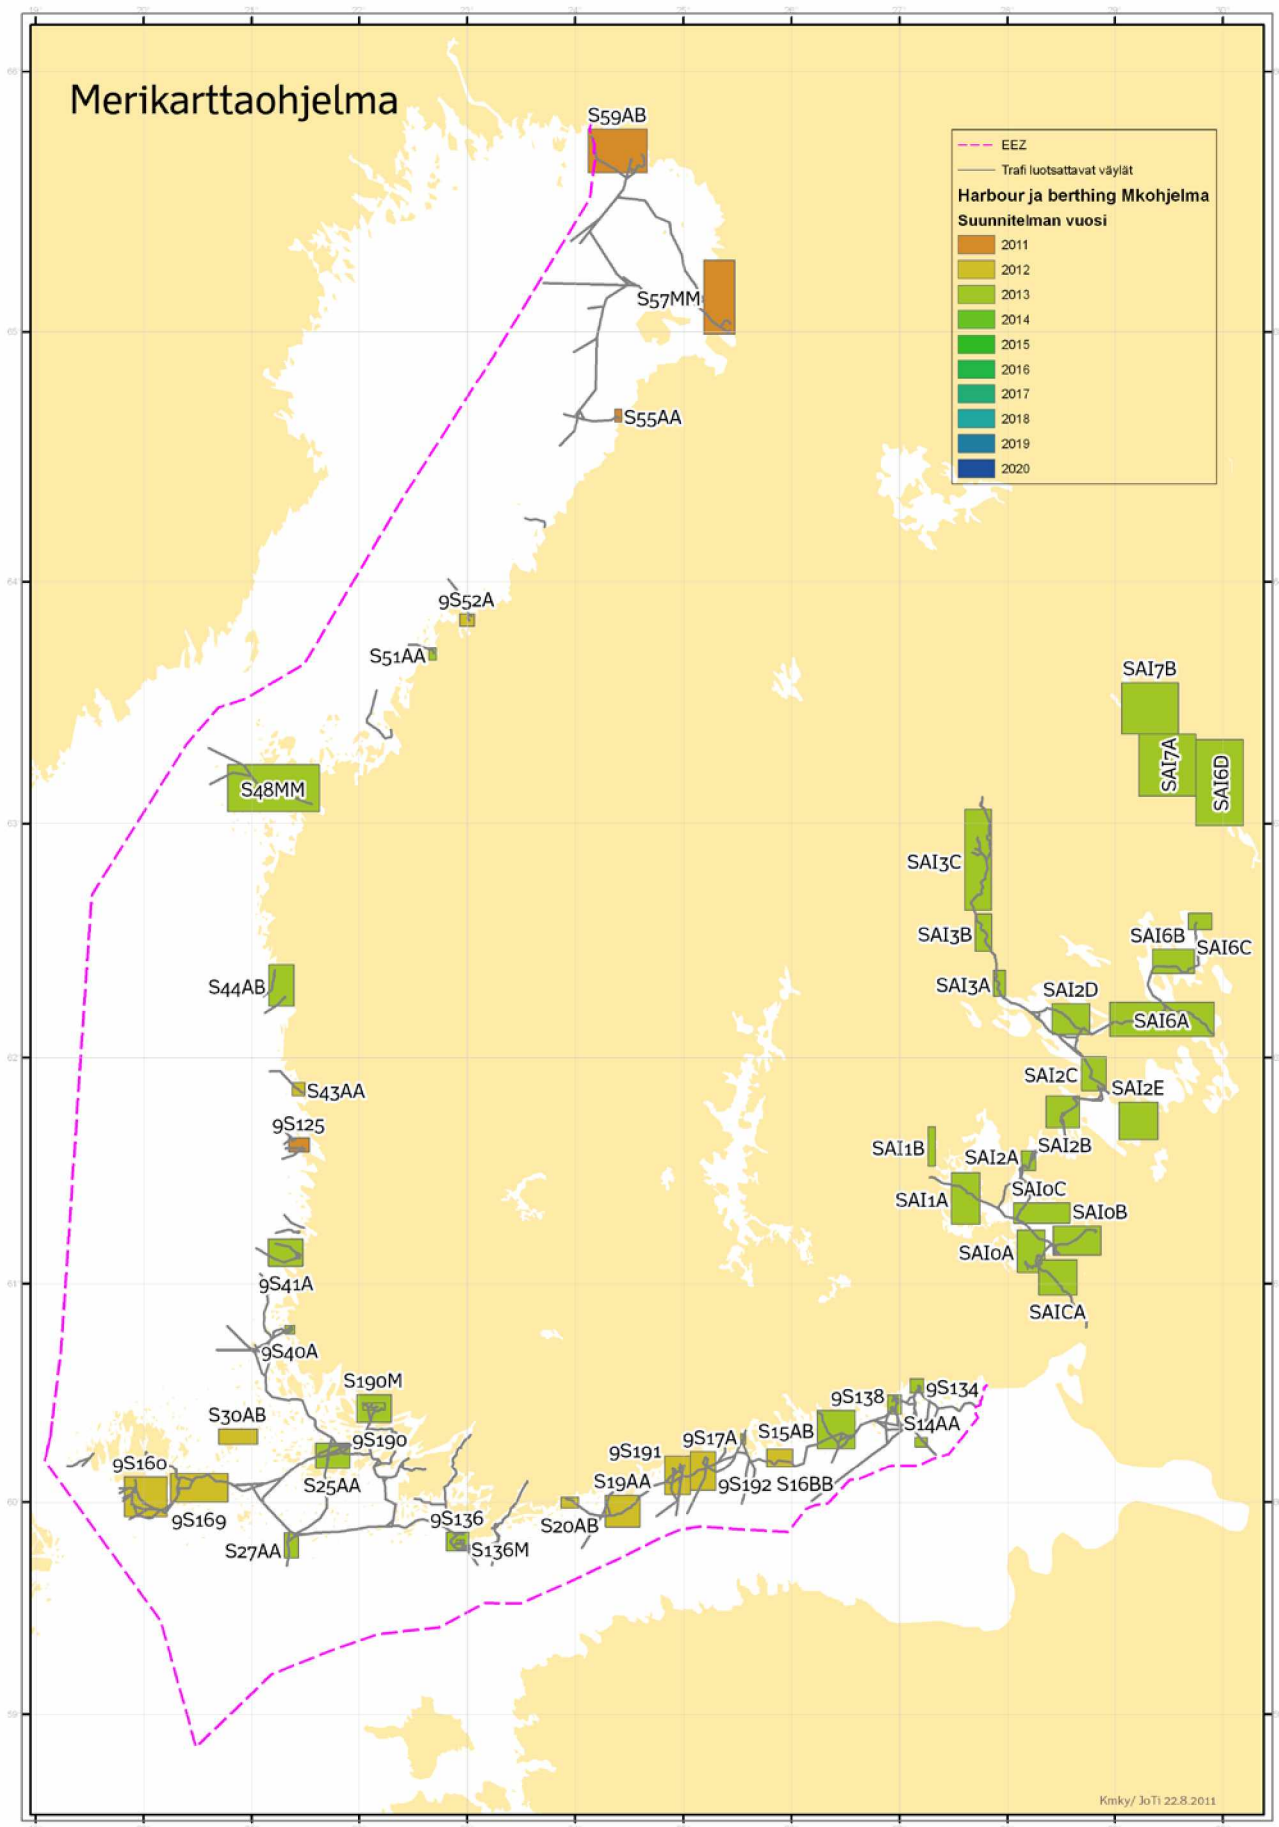 Merikarttaohjelma
S59AB
EEZ
Trafi luotsattavat väylät
Harbour ja berthing Mkohjelma
Suunnitelman vuosi
2011
2012
2013
2014
2015
2016
2017
2018
2019
2020
S57MM
S55AA
9S52A
S51AA
SAI7B
SAI7A
SAI6D
S48MM
SAI3C
SAI3B
SAI6B
SAI6C
S44AB
SAI3A
SAI2D
SAI6A
SAI2C
SAI2E
S43AA
9S125
SAI1B
SAI2A
SAI2B
SAI1A
SAI0C
SAI0B
SAI0A
9S41A
SAICA
9S40A
S190M
9S138
9S134
S30AB
S15AB
S14AA
9S190
9S191
9S17A
9S160
S25AA
S19AA
9S192
S16BB
9S169
9S136
S20AB
S27AA
S136M
Kmky/ JoTi 22.8.2011